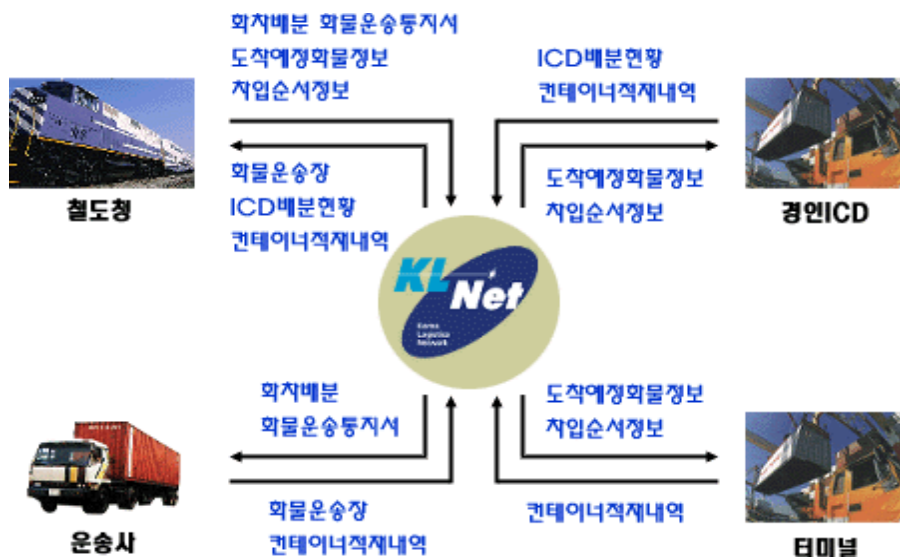 화차배분 화물운송통지서
도착예정화물정보
차입순서정보
ICD배분현황
컨테이너적재내역
화물운송장
ICD배분현황
컨테이너적재내역
도착예정화물정보
차입순서정보
철도청
경인ICD
KL Net
Korea
Logistics
Network
화차배분
화물운송통지서
도착예정화물정보
차입순서정보
화물운송장
컨테이너적재내역
컨테이너적재내역
운송사
터미널